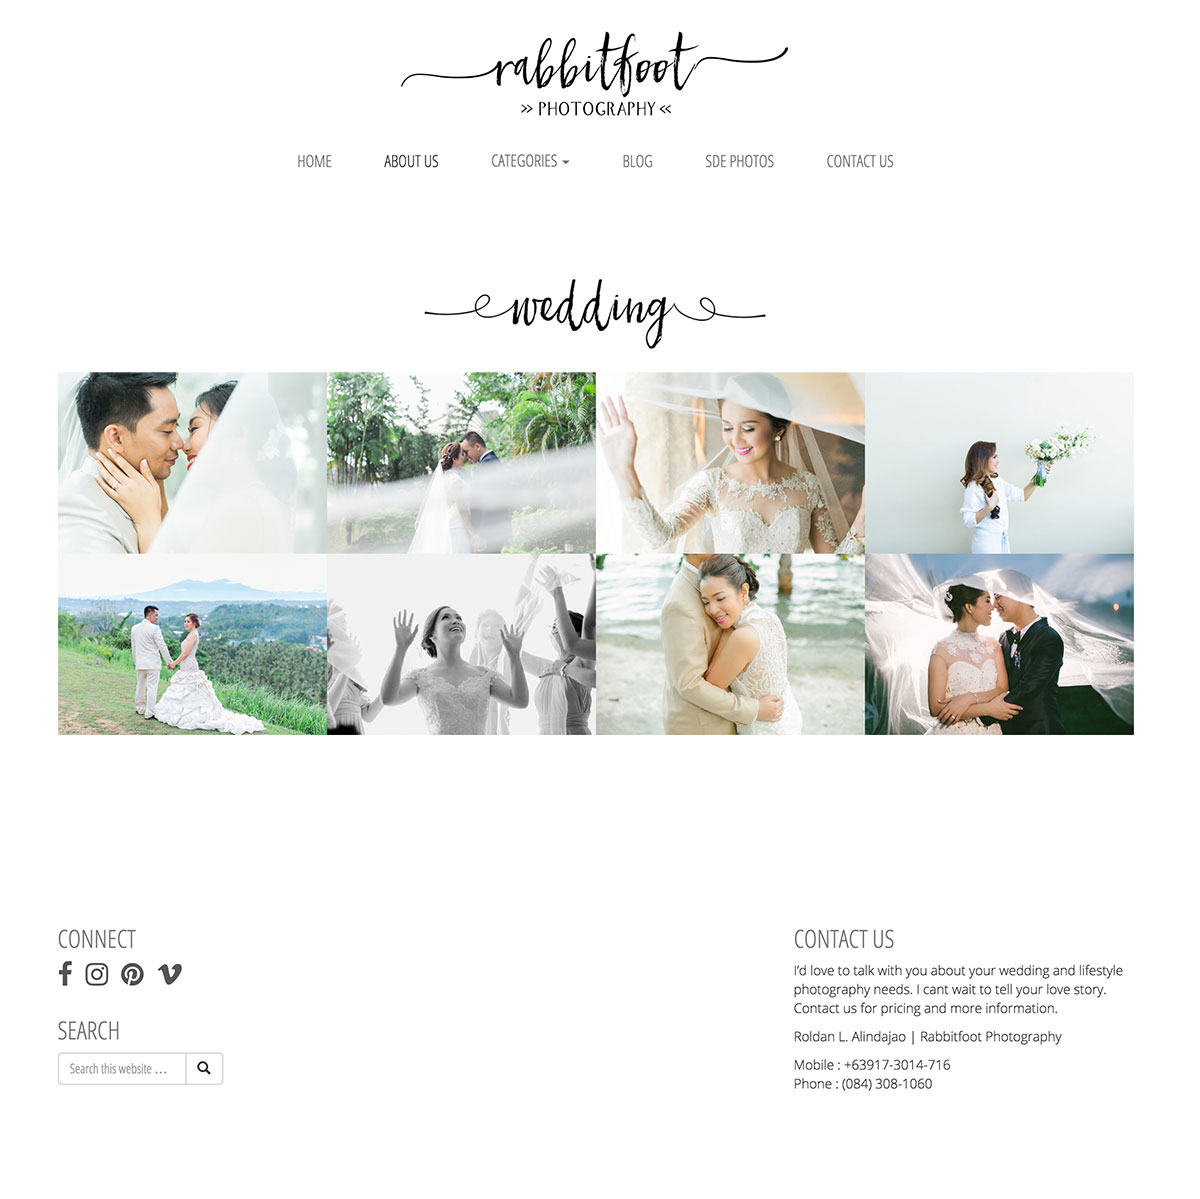 rabbitfoot
>> PHOTOGRAPHY <<
HOME ABOUT US CATEGORIES BLOG SDE PHOTOS CONTACT US
wedding
CONNECT
SEARCH
Search this website …
CONTACT US
I'd love to talk with you about your wedding and lifestyle
photography needs. I cant wait to tell your love story.
Contact us for pricing and more information.
Roldan L. Alindajao | Rabbitfoot Photography
Mobile : +63917-3014-716
Phone : (084) 308-1060